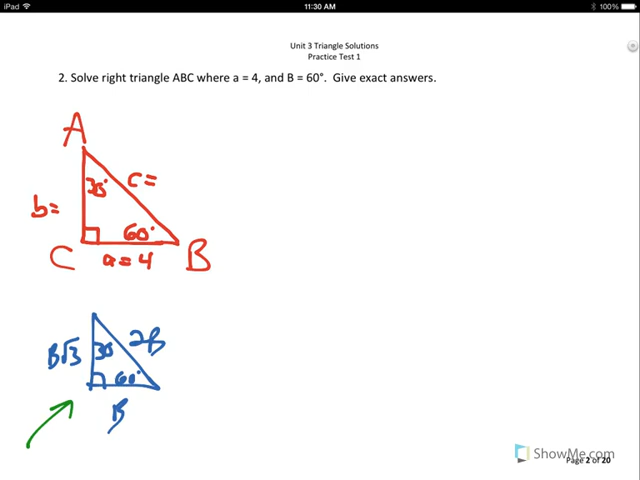 iPad 11:30 AM 100%
Unit 3 Triangle Solutions
Practice Test 1
2. Solve right triangle ABC where a = 4, and B = 60°. Give exact answers.
A
30°
c =
b =
60°
C
a = 4
B
B√3
30
2B
60°
B
ShowMe.com
Page 2 of 20